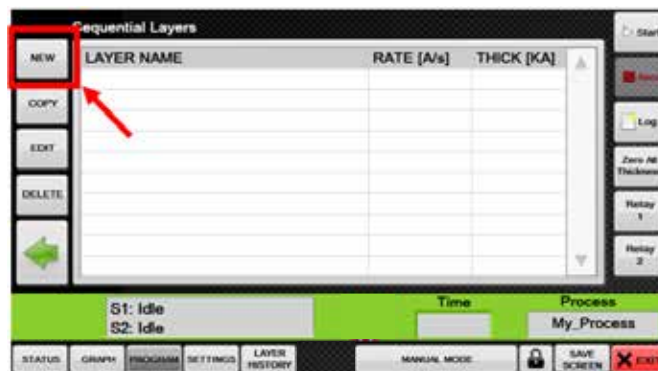 Sequential Layers
NEW
COPY
EDIT
DELETE
LAYER NAME
RATE [A/s]
THICK [KA]
Start
Log
Zero All
Thickness
Relay
1
Relay
2
S1: Idle
S2: Idle
Time
Process
My_Process
STATUS
GRAPH
PROGRAM
SETTINGS
LAYER
HISTORY
MANUAL MODE
SAVE
SCREEN
EXIT